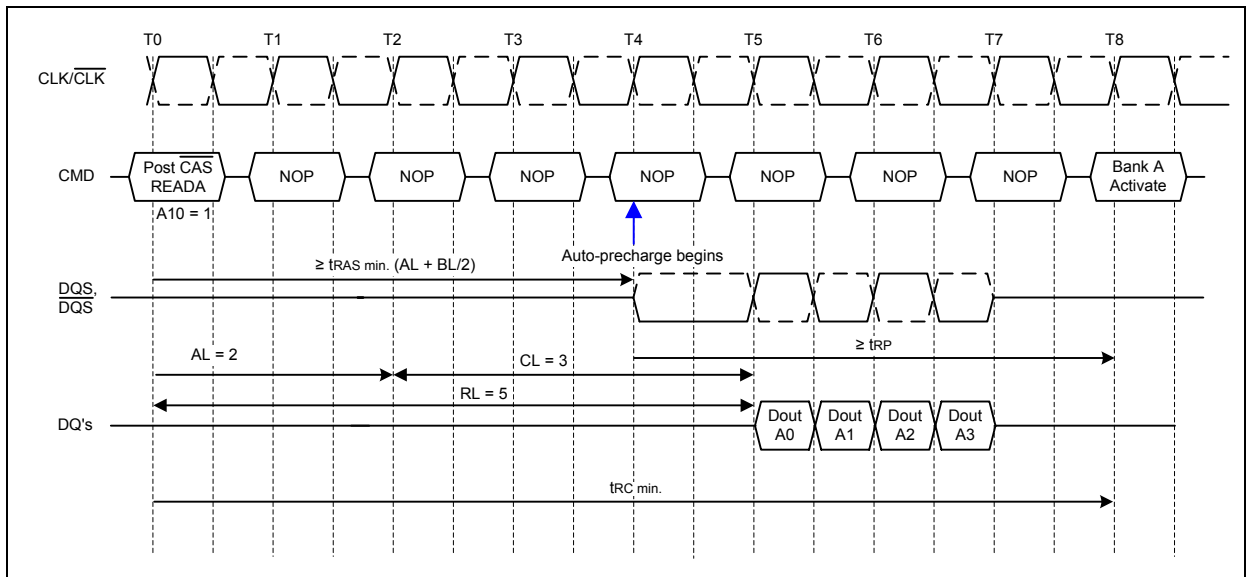 T0 T1 T2 T3 T4 T5 T6 T7 T8
CLK/CLK
CMD
Post CAS
READA
NOP NOP NOP NOP NOP NOP NOP
Bank A
Activate
A10 = 1
Auto-precharge begins
≥ tRAS min. (AL + BL/2)
DQS,
DQS
≥ tRP
AL = 2
CL = 3
RL = 5
DQ's
Dout
A0
Dout
A1
Dout
A2
Dout
A3
tRC min.